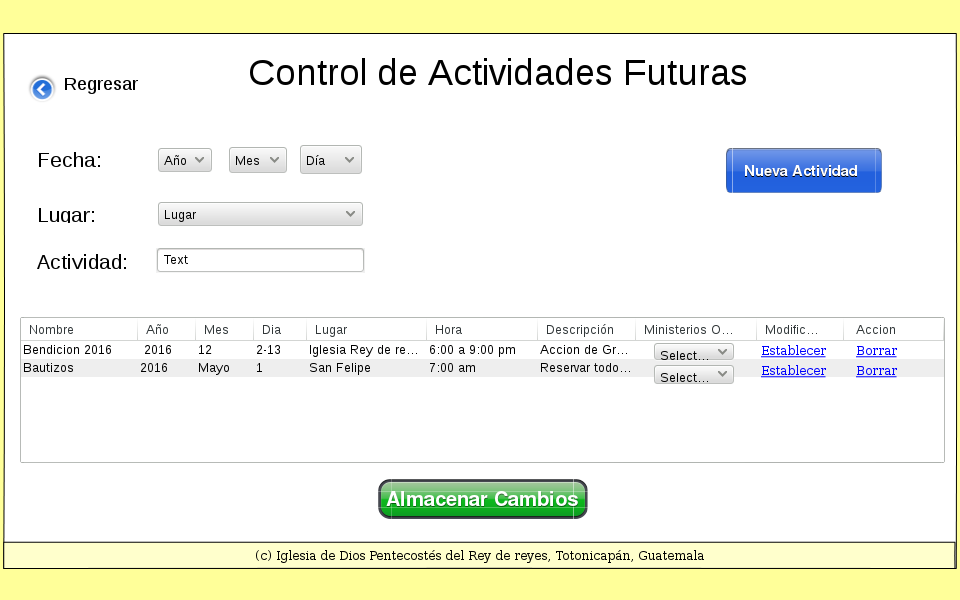 Regresar
Control de Actividades Futuras
Fecha: Año Mes Día
Nueva Actividad
Lugar: Lugar
Actividad: Text
Nombre Año Mes Dia Lugar Hora Descripción Ministerios O... Modific... Accion
Bendicion 2016 2016 12 2-13 Iglesia Rey de re... 6:00 a 9:00 pm Accion de Gr... Select... Establecer Borrar
Bautizos 2016 Mayo 1 San Felipe 7:00 am Reservar todo... Select... Establecer Borrar
Almacenar Cambios
(c) Iglesia de Dios Pentecostés del Rey de reyes, Totonicapán, Guatemala